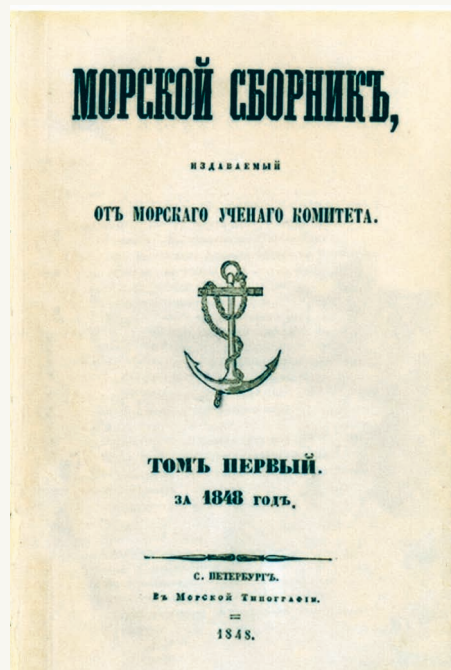 МОРСКОЙ СБОРНИКЪ,
ИЗДАВАЕМЫЙ
ОТЪ МОРСКАГО УЧЕНАГО КОМИТЕТА.
ТОМЪ ПЕРВЫЙ.
ЗА 1848 ГОДЪ.
С. ПЕТЕРБУРГЪ.
Въ Морской Типографіи.
1848.